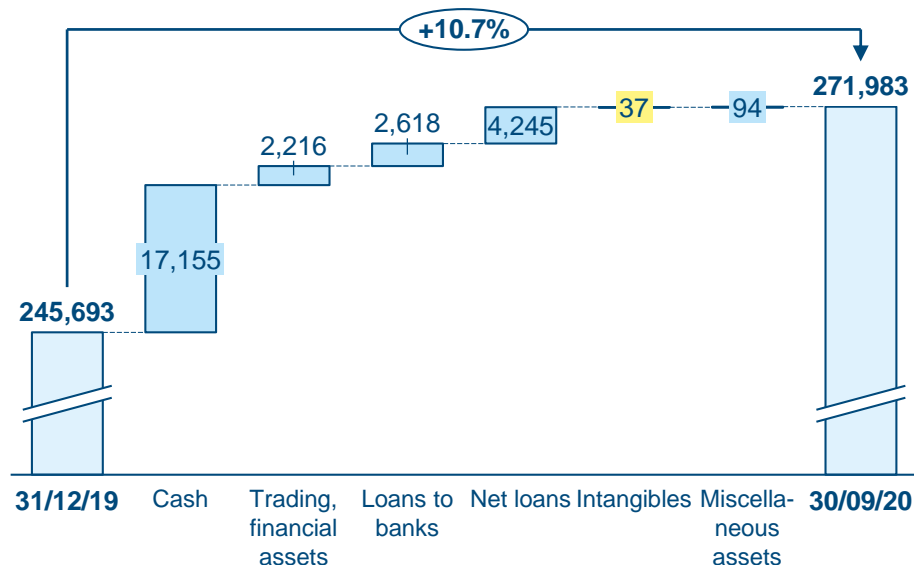 +10.7%
271,983
37
94
2,618
4,245
2,216
17,155
245,693
31/12/19
Cash
Trading,
financial
assets
Loans to
banks
Net loans
Intangibles
Miscella-
neous
assets
30/09/20